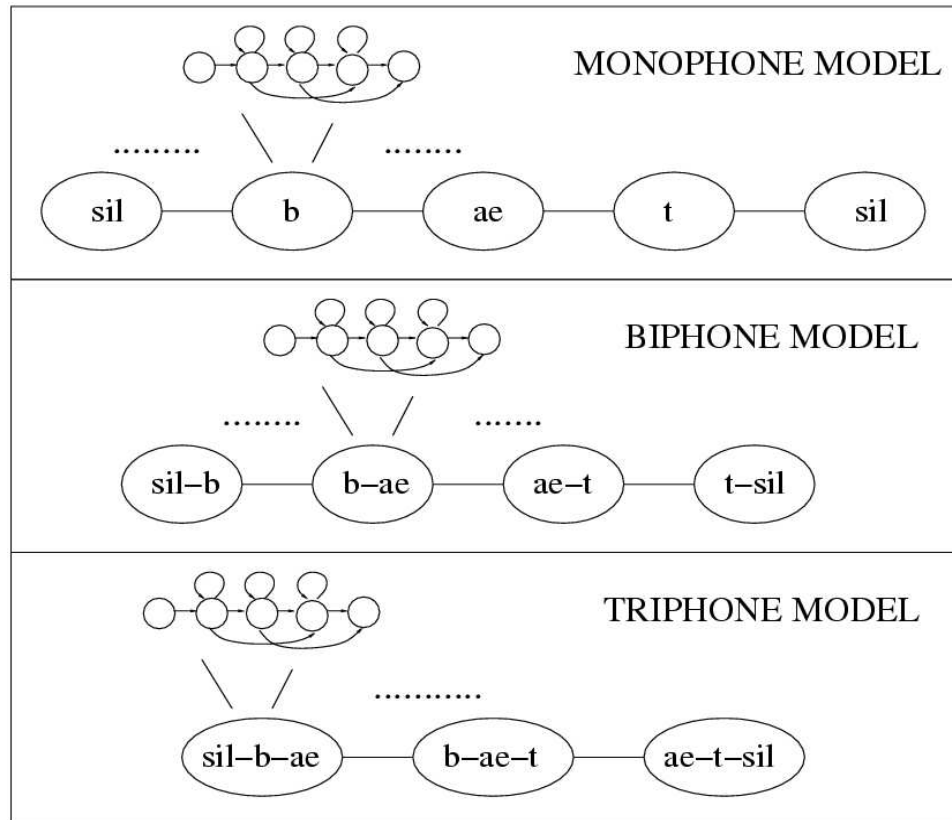 MONOPHONE MODEL
......... ........
sil b ae t sil
BIPHONE MODEL
........ .......
sil–b b–ae ae–t t–sil
TRIPHONE MODEL
...........
sil–b–ae b–ae–t ae–t–sil